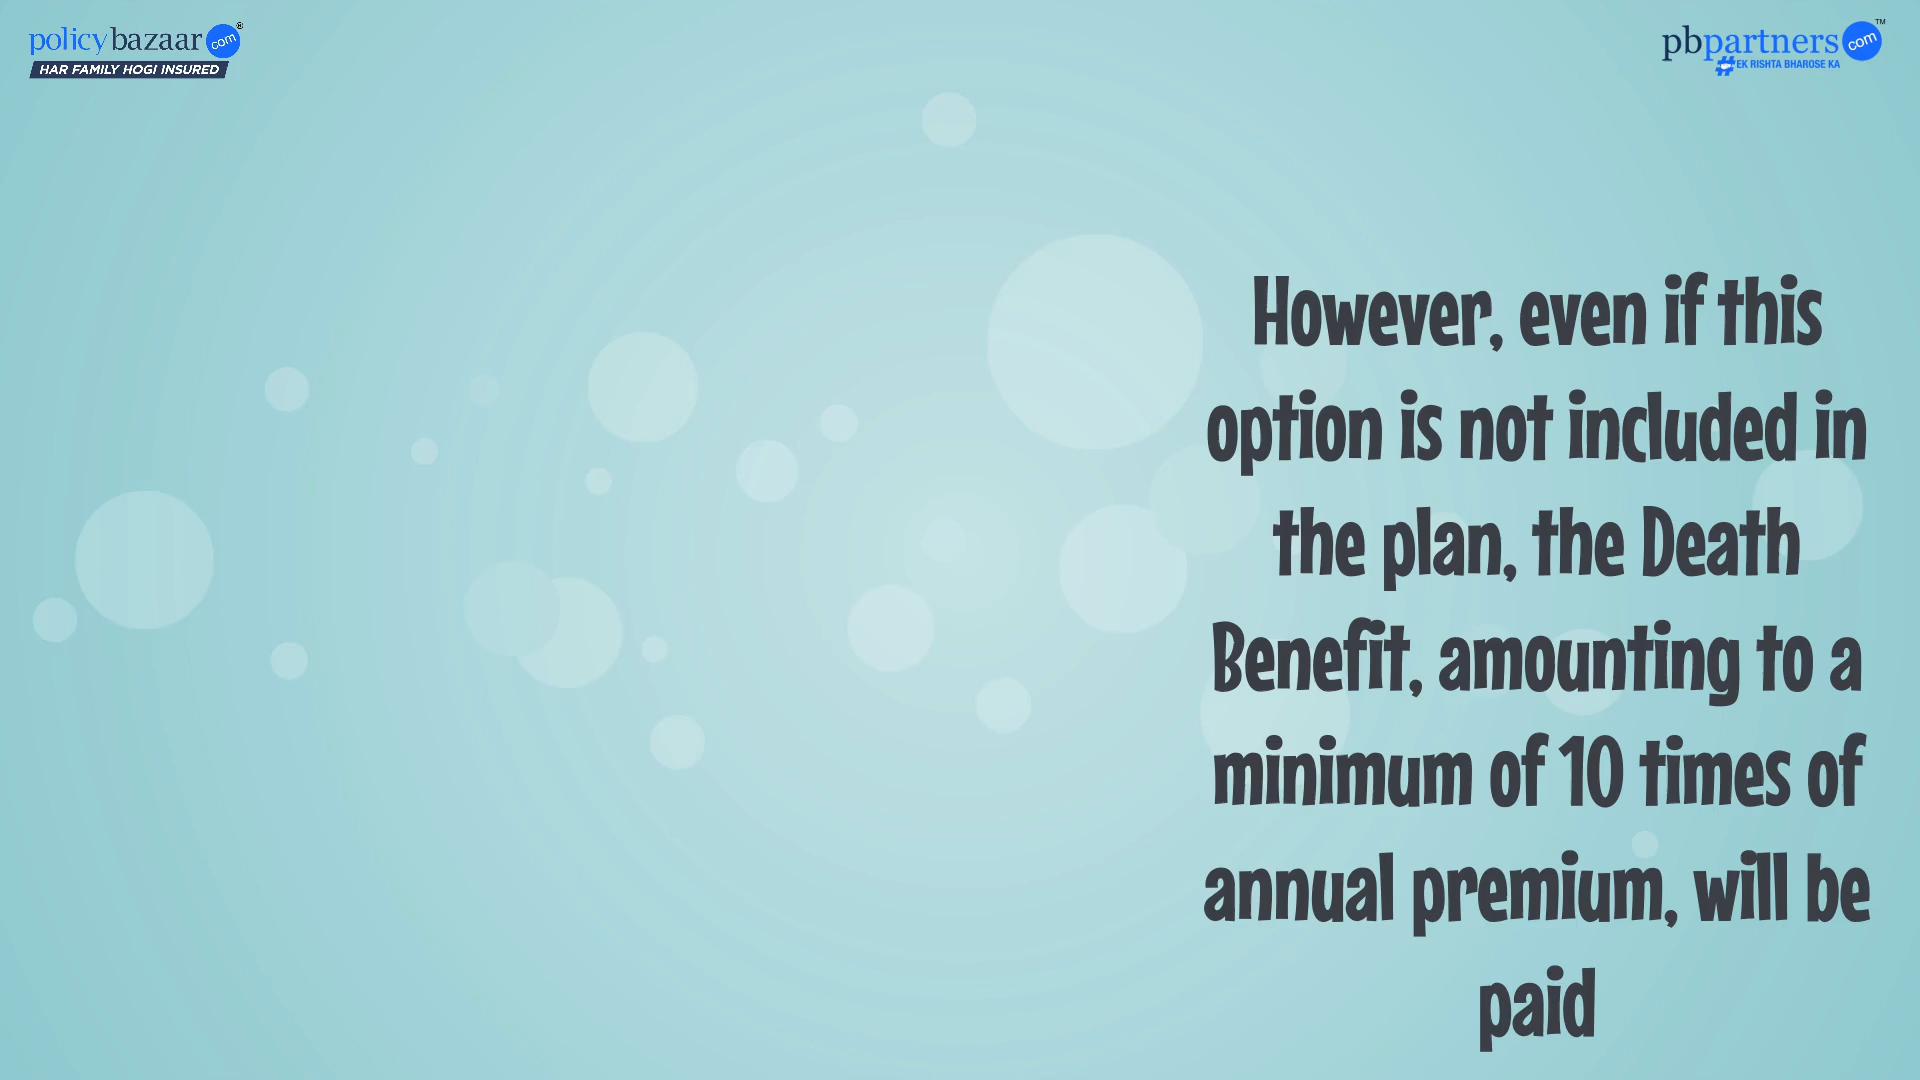 policybazaar.com®
HAR FAMILY HOGI INSURED
pbpartners.com™
#EK RISHTA BHAROSE KA
However, even if this
option is not included in
the plan, the Death
Benefit, amounting to a
minimum of 10 times of
annual premium, will be
paid